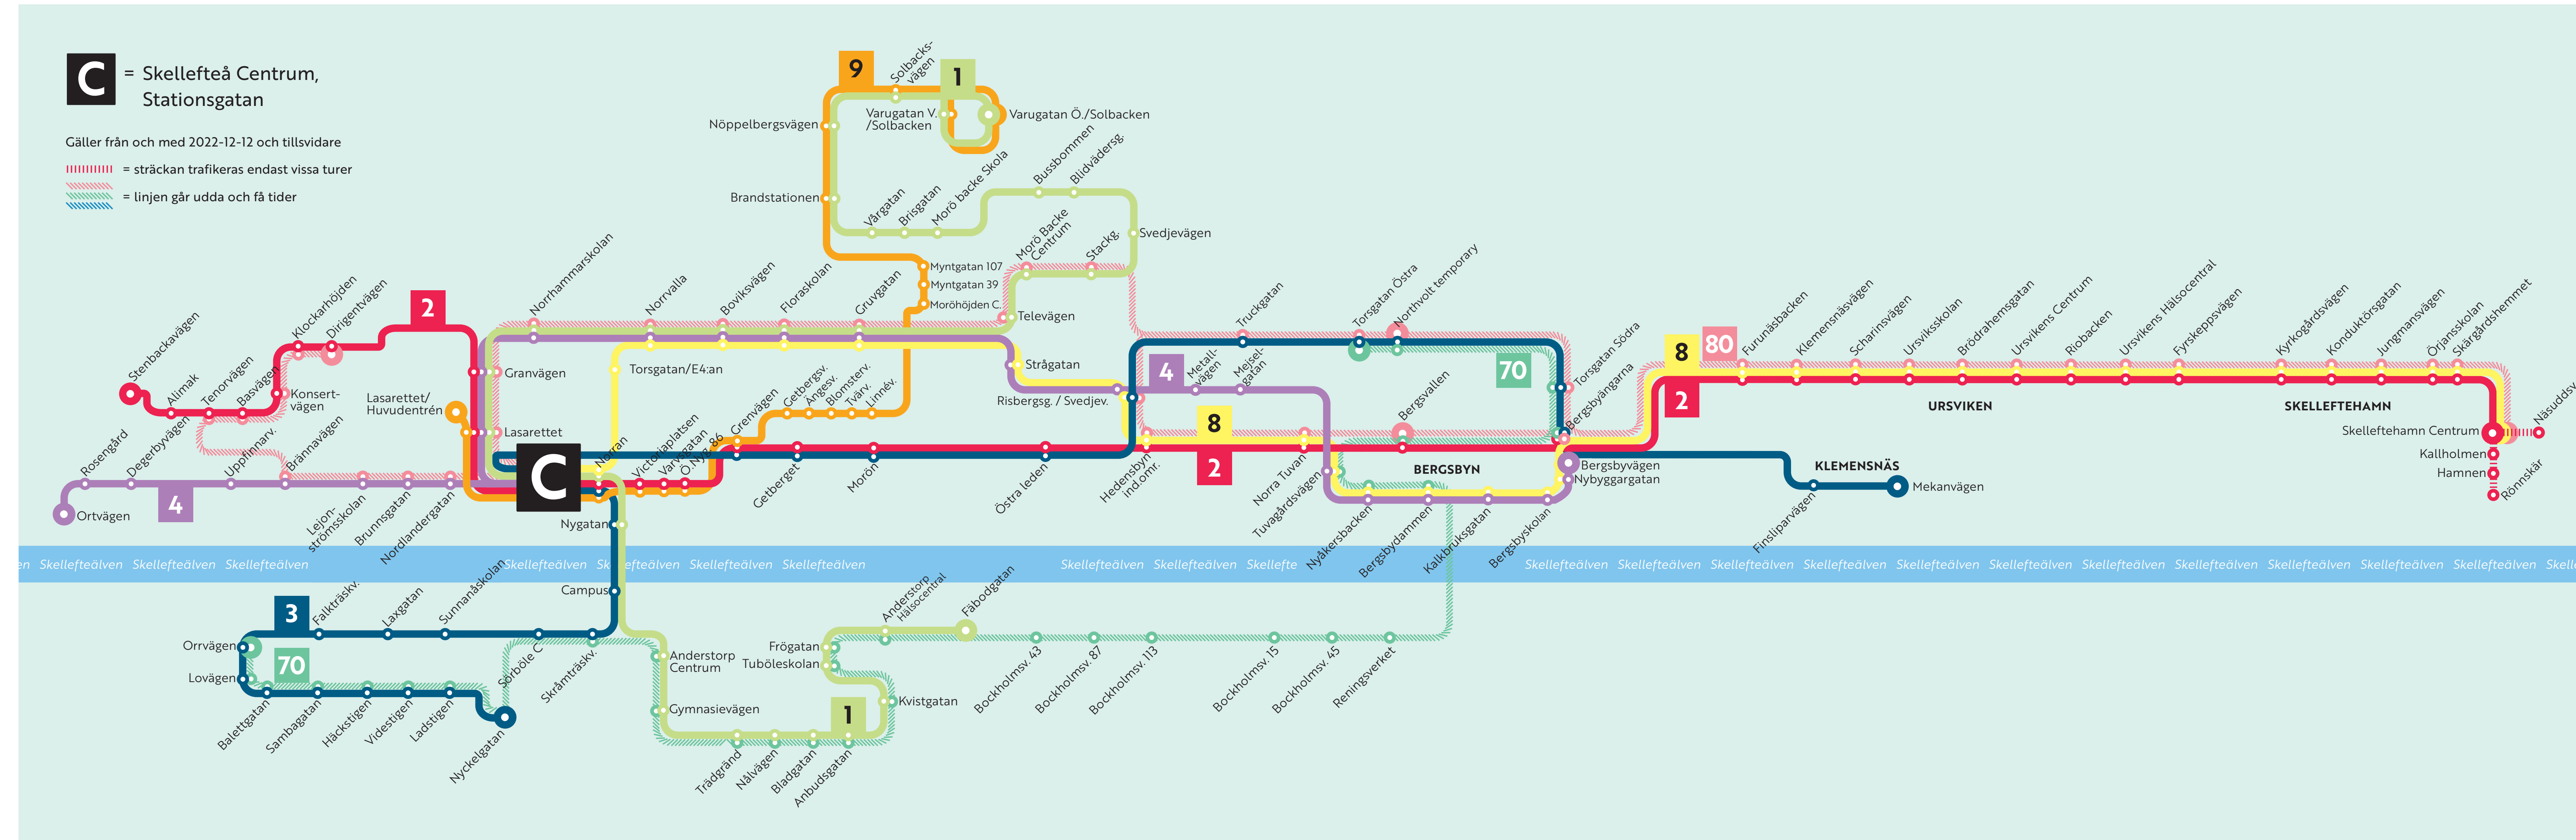 C = Skellefteå Centrum,
Stationsgatan
Gäller från och med 2022-12-12 och tillsvidare
= sträckan trafikeras endast vissa turer
= linjen går udda och få tider
9
Solbacks-
vägen
1
Varugatan V.
/Solbacken
Varugatan Ö./Solbacken
Nöppelbergsvägen
Brandstationen
Vårgatan
Brisgatan
Morö backe Skola
Bussbommen
Blidvädersg.
Svedjevägen
Morö Backe
Centrum
Stackg.
Televägen
Myntgatan 107
Myntgatan 39
Moröhöjden C.
Norrhammarskolan
Norrvalla
Boviksvägen
Floraskolan
Gruvgatan
Strågatan
Risbergsg. / Svedjev.
Torsgatan/E4:an
2
Stenbackavägen
Alimak
Tenorvägen
Basvägen
Klockarhöjden
Dirigentvägen
Konsert-
vägen
Granvägen
Lasarettet/
Huvudentrén
Lasarettet
Rosengård
Degerbyvägen
Uppfinnarv.
Brännavägen
4
Ortvägen
Lejon-
strömsskolan
Brunnsgatan
Nordlandergatan
C
Norran
Victoriaplatsen
Varvsgatan
Ö. Nyg. 86
Grenvägen
Getbergsv.
Ängesv.
Blomsterv.
Tvärv.
Linnév.
Getberget
Morön
Östra leden
Hedensbyn
ind.omr.
Truckgatan
Torsgatan Östra
Northvolt temporary
4
Metall-
vägen
Mejsel-
gatan
70
Torsgatan Södra
Bergsbyängarna
8
2
Bergsvallen
BERGSBYN
Norra Tuvan
Tuvagårdsvägen
Nyåkersbacken
Bergsbydammen
Kalkbruksgatan
Bergsbyskolan
Bergsbyvägen
Nybyggargatan
KLEMENSNÄS
Finsliparvägen
Mekanvägen
8
80
2
Furunäsbacken
Klemensnäsvägen
Scharinsvägen
Ursviksskolan
Brödrahemsgatan
Ursvikens Centrum
Riobacken
Ursvikens Hälsocentral
Fyrskeppsvägen
Kyrkogårdsvägen
Konduktörsgatan
Jungmansvägen
Örjansskolan
Skärgårdshemmet
URSVIKEN
SKELLEFTEHAMN
Skelleftehamn Centrum
Kallholmen
Hamnen
Rönnskär
Nygatan
en Skellefteälven Skellefteälven Skellefteälven Skellefteälven Skellefteälven Skellefteälven Skellefteälven Skellefteälven Skellefteälven Skellefte Skellefteälven Skellefteälven Skellefteälven Skellefteälven Skellefteälven Skellefteälven Skellefteälven Skellefteälven Skellefteälven Skellefteälven Skellefteälven
Campus
3
Falkträskv.
Laxgatan
Sunnanåskolan
Orrvägen
Lovägen
70
Sörböle C
Skråmträskv.
Balettgatan
Sambagatan
Häckstigen
Videstigen
Ladstigen
Nyckelgatan
Anderstorp
Centrum
Gymnasievägen
Trädgränd
Nålvägen
Bladgatan
Anbudsgatan
1
Kvistgatan
Frögatan
Tuböleskolan
Anderstorp
Hälsocentral
Fäbodgatan
Bockholmsv. 43
Bockholmsv. 87
Bockholmsv. 113
Bockholmsv. 15
Bockholmsv. 45
Reningsverket